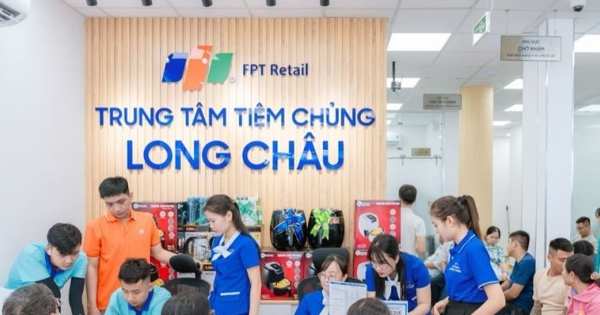 FPT Retail
TRUNG TÂM TIÊM CHỦNG
LONG CHÂU
KHU VỰC
CHỜ KHÁM